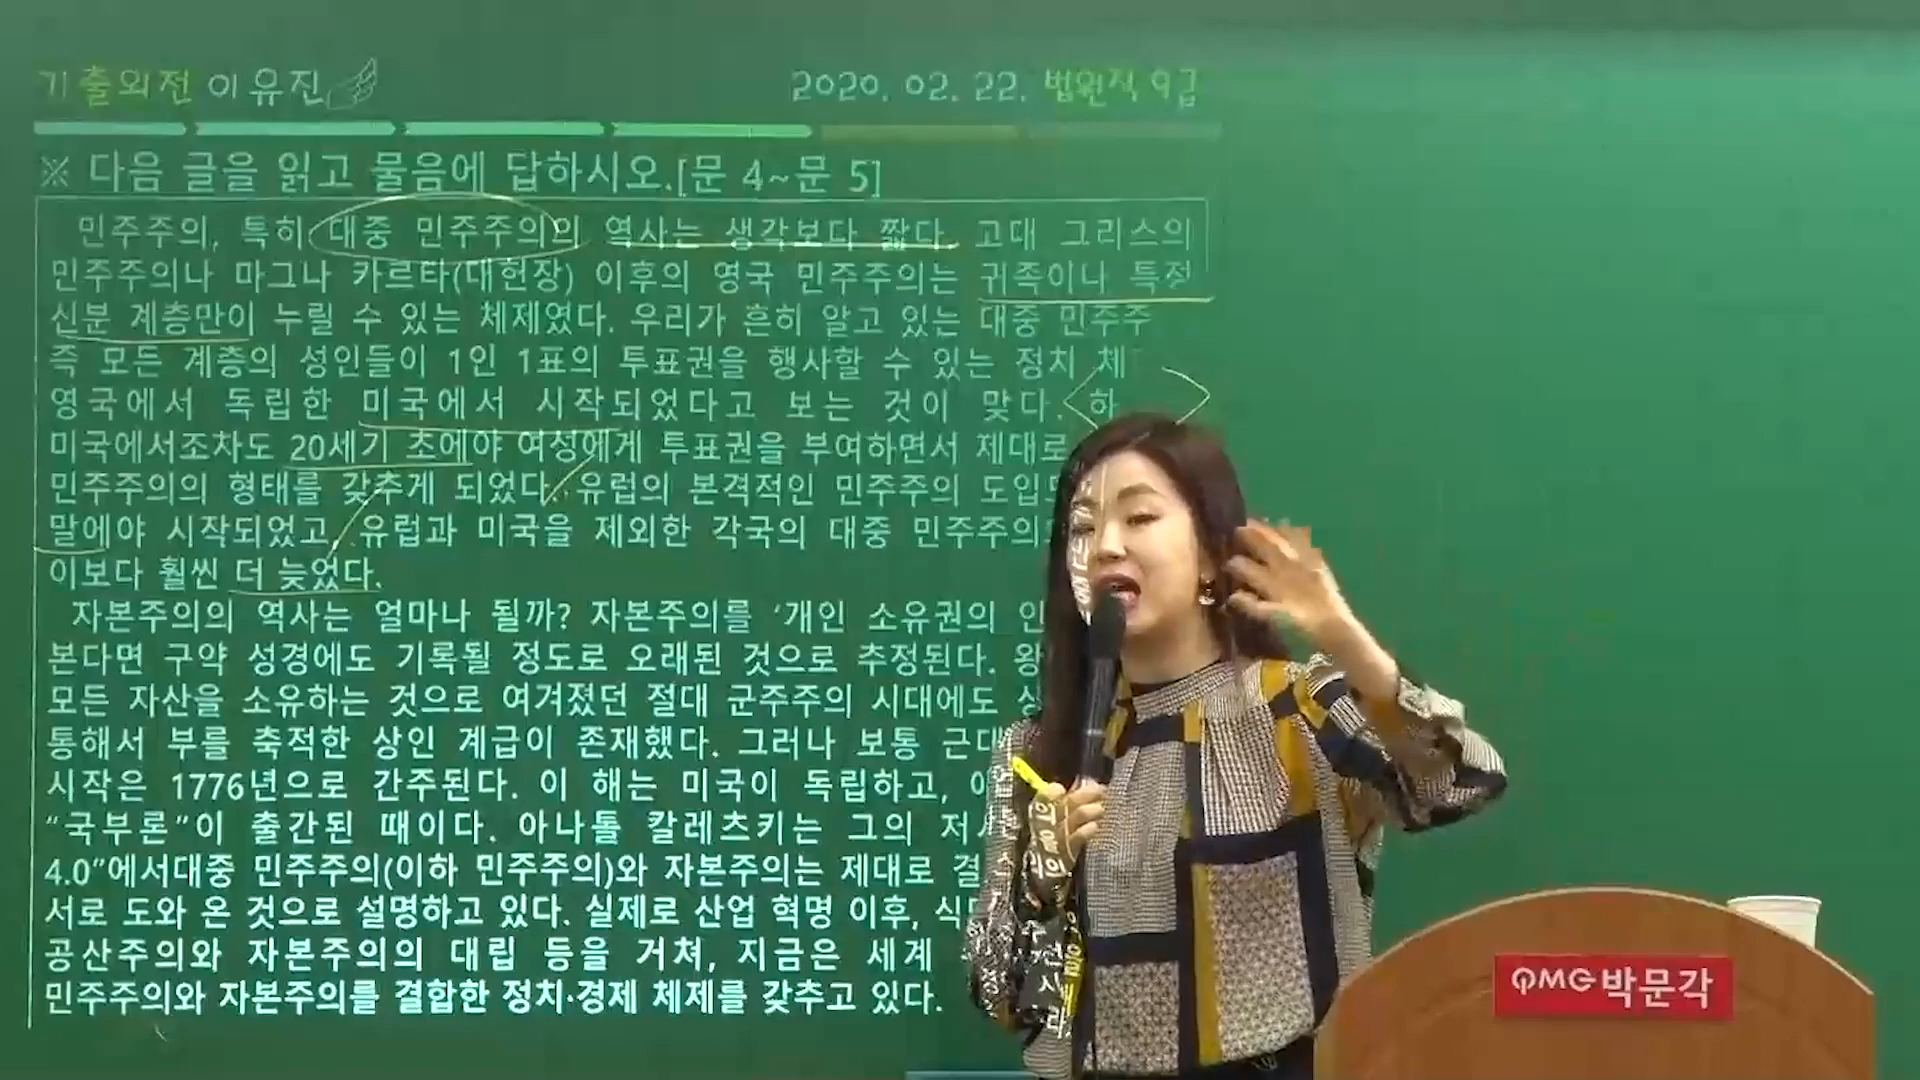 기출외전 이유진
2020. 02. 22. 법원직 9급
※ 다음 글을 읽고 물음에 답하시오.[문 4~문 5]
민주주의, 특히 대중 민주주의의 역사는 생각보다 짧다. 고대 그리스의
민주주의나 마그나 카르타(대헌장) 이후의 영국 민주주의는 귀족이나 특정
신분 계층만이 누릴 수 있는 체제였다. 우리가 흔히 알고 있는 대중 민주주
즉 모든 계층의 성인들이 1인 1표의 투표권을 행사할 수 있는 정치 체
영국에서 독립한 미국에서 시작되었다고 보는 것이 맞다. 하
미국에서조차도 20세기 초에야 여성에게 투표권을 부여하면서 제대로
민주주의의 형태를 갖추게 되었다. 유럽의 본격적인 민주주의 도입
말에야 시작되었고, 유럽과 미국을 제외한 각국의 대중 민주주의
이보다 훨씬 더 늦었다.
자본주의의 역사는 얼마나 될까? 자본주의를 ‘개인 소유권의 인
본다면 구약 성경에도 기록될 정도로 오래된 것으로 추정된다. 왕
모든 자산을 소유하는 것으로 여겨졌던 절대 군주주의 시대에도 상
통해서 부를 축적한 상인 계급이 존재했다. 그러나 보통 근대
시작은 1776년으로 간주된다. 이 해는 미국이 독립하고,
“국부론”이 출간된 때이다. 아나톨 칼레츠키는 그의 저
4.0”에서대중 민주주의(이하 민주주의)와 자본주의는 제대로 결
서로 도와 온 것으로 설명하고 있다. 실제로 산업 혁명 이후, 식
공산주의와 자본주의의 대립 등을 거쳐, 지금은 세계
민주주의와 자본주의를 결합한 정치·경제 체제를 갖추고 있다.
PMG박문각